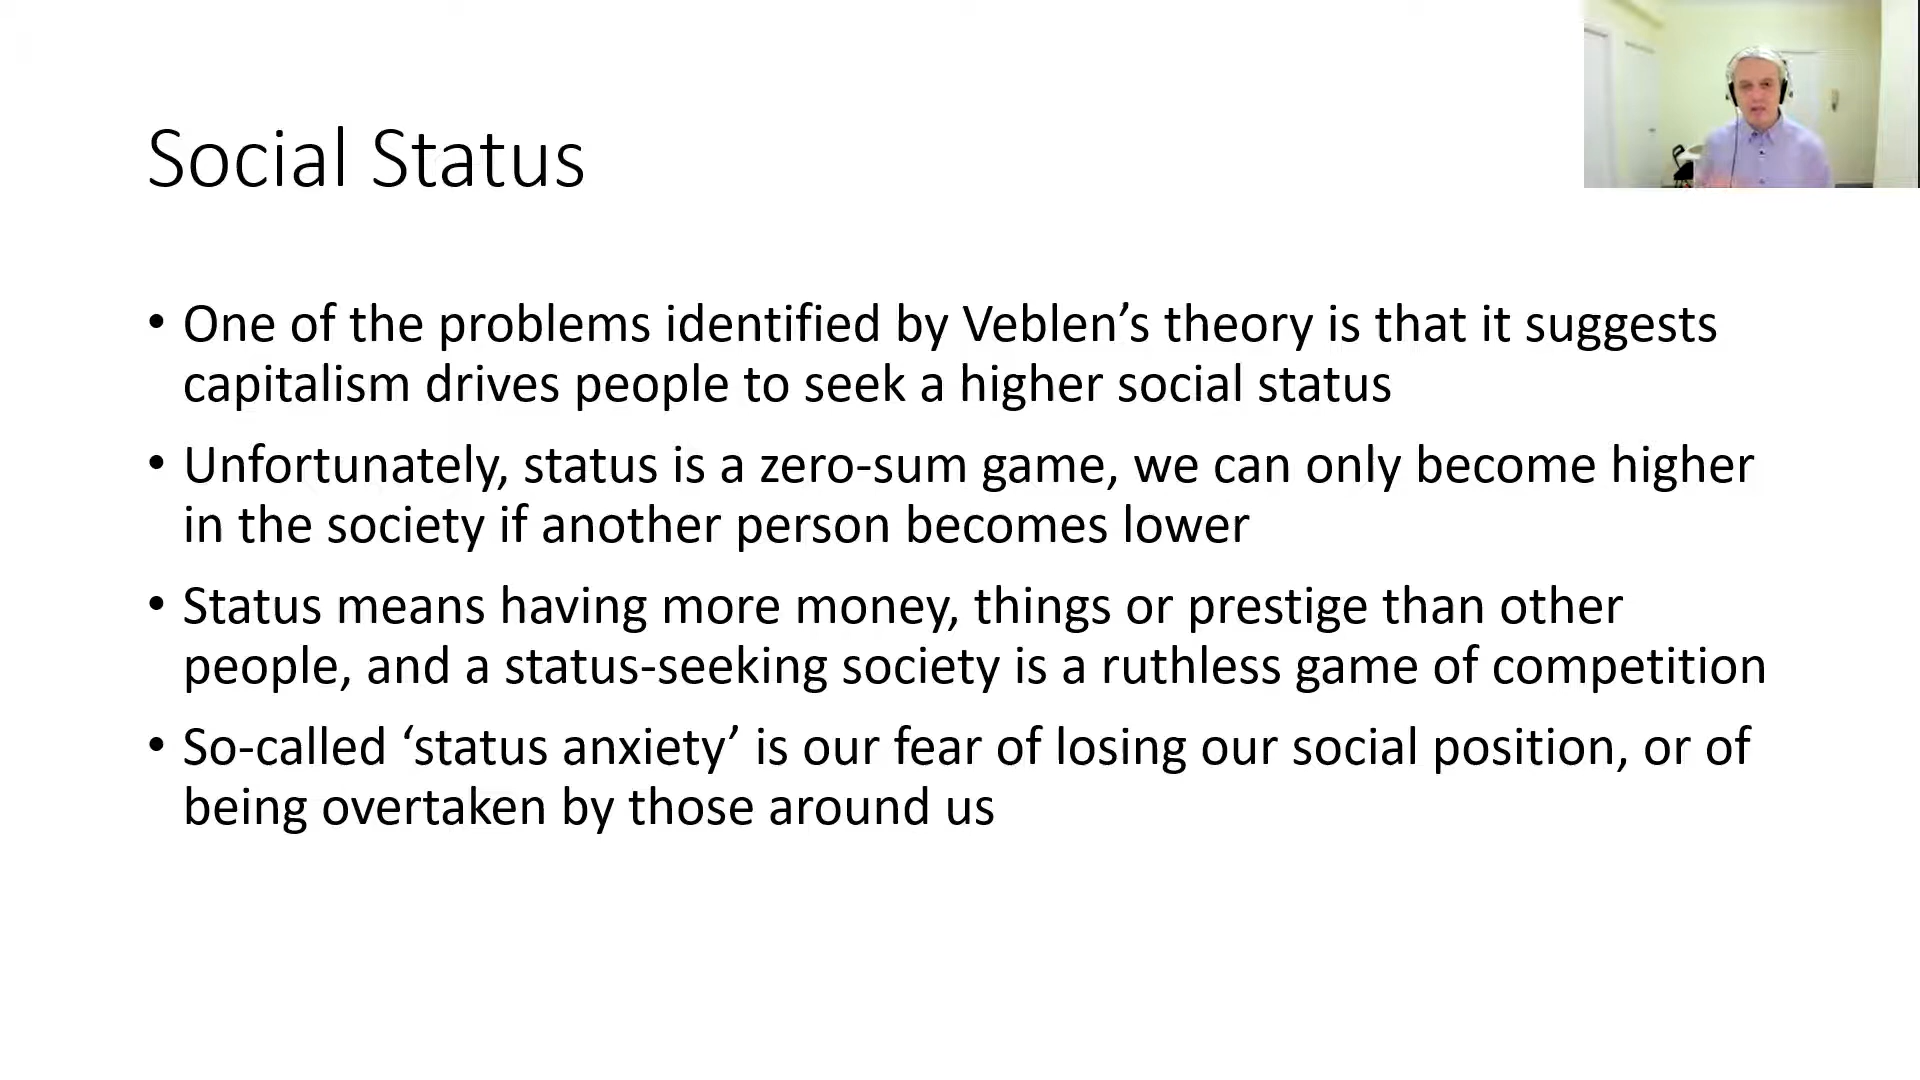 Social Status
• One of the problems identified by Veblen’s theory is that it suggests
capitalism drives people to seek a higher social status
• Unfortunately, status is a zero-sum game, we can only become higher
in the society if another person becomes lower
• Status means having more money, things or prestige than other
people, and a status-seeking society is a ruthless game of competition
• So-called ‘status anxiety’ is our fear of losing our social position, or of
being overtaken by those around us